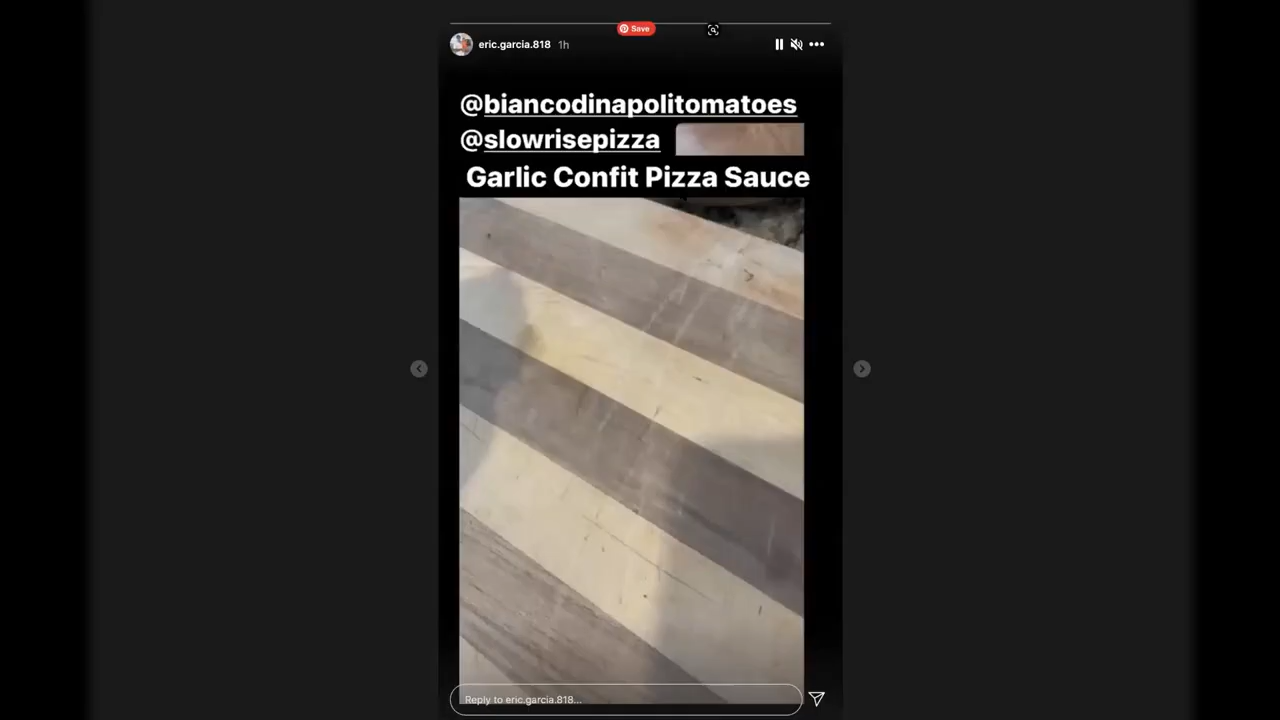 Save
eric.garcia.818 1h
@biancodinapolitomatoes
@slowrisepizza
Garlic Confit Pizza Sauce
Reply to eric.garcia.818...